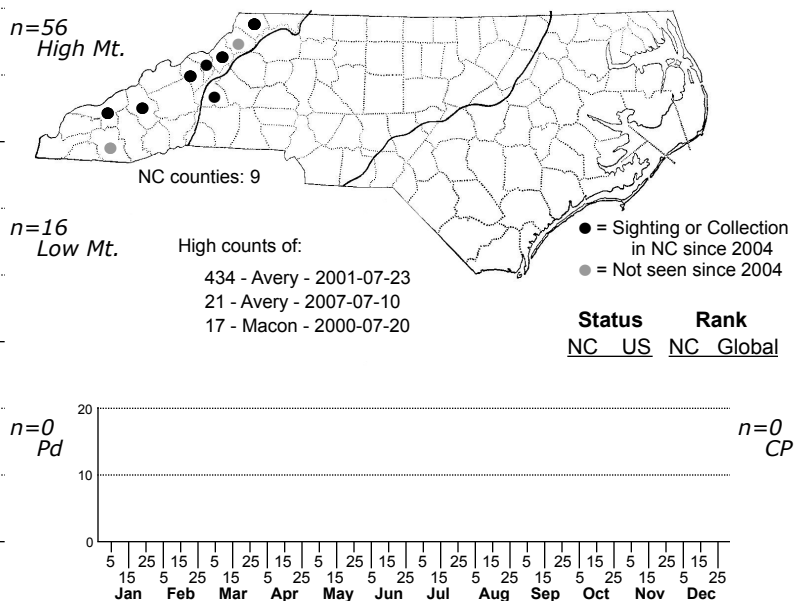 n=56
High Mt.
NC counties: 9
n=16
Low Mt.
High counts of:
434 - Avery - 2001-07-23
21 - Avery - 2007-07-10
17 - Macon - 2000-07-20
● = Sighting or Collection
in NC since 2004
● = Not seen since 2004
Status Rank
NC US NC Global
n=0
Pd
n=0
CP
20
10
0
5 25 5 25 5 25 5 25 5 25 5 25
15 5 15 25 15 5 15 25 15 5 15 25 15 5 15 25 15 5 15 25 15 5 15 25
Jan Feb Mar Apr May Jun Jul Aug Sep Oct Nov Dec